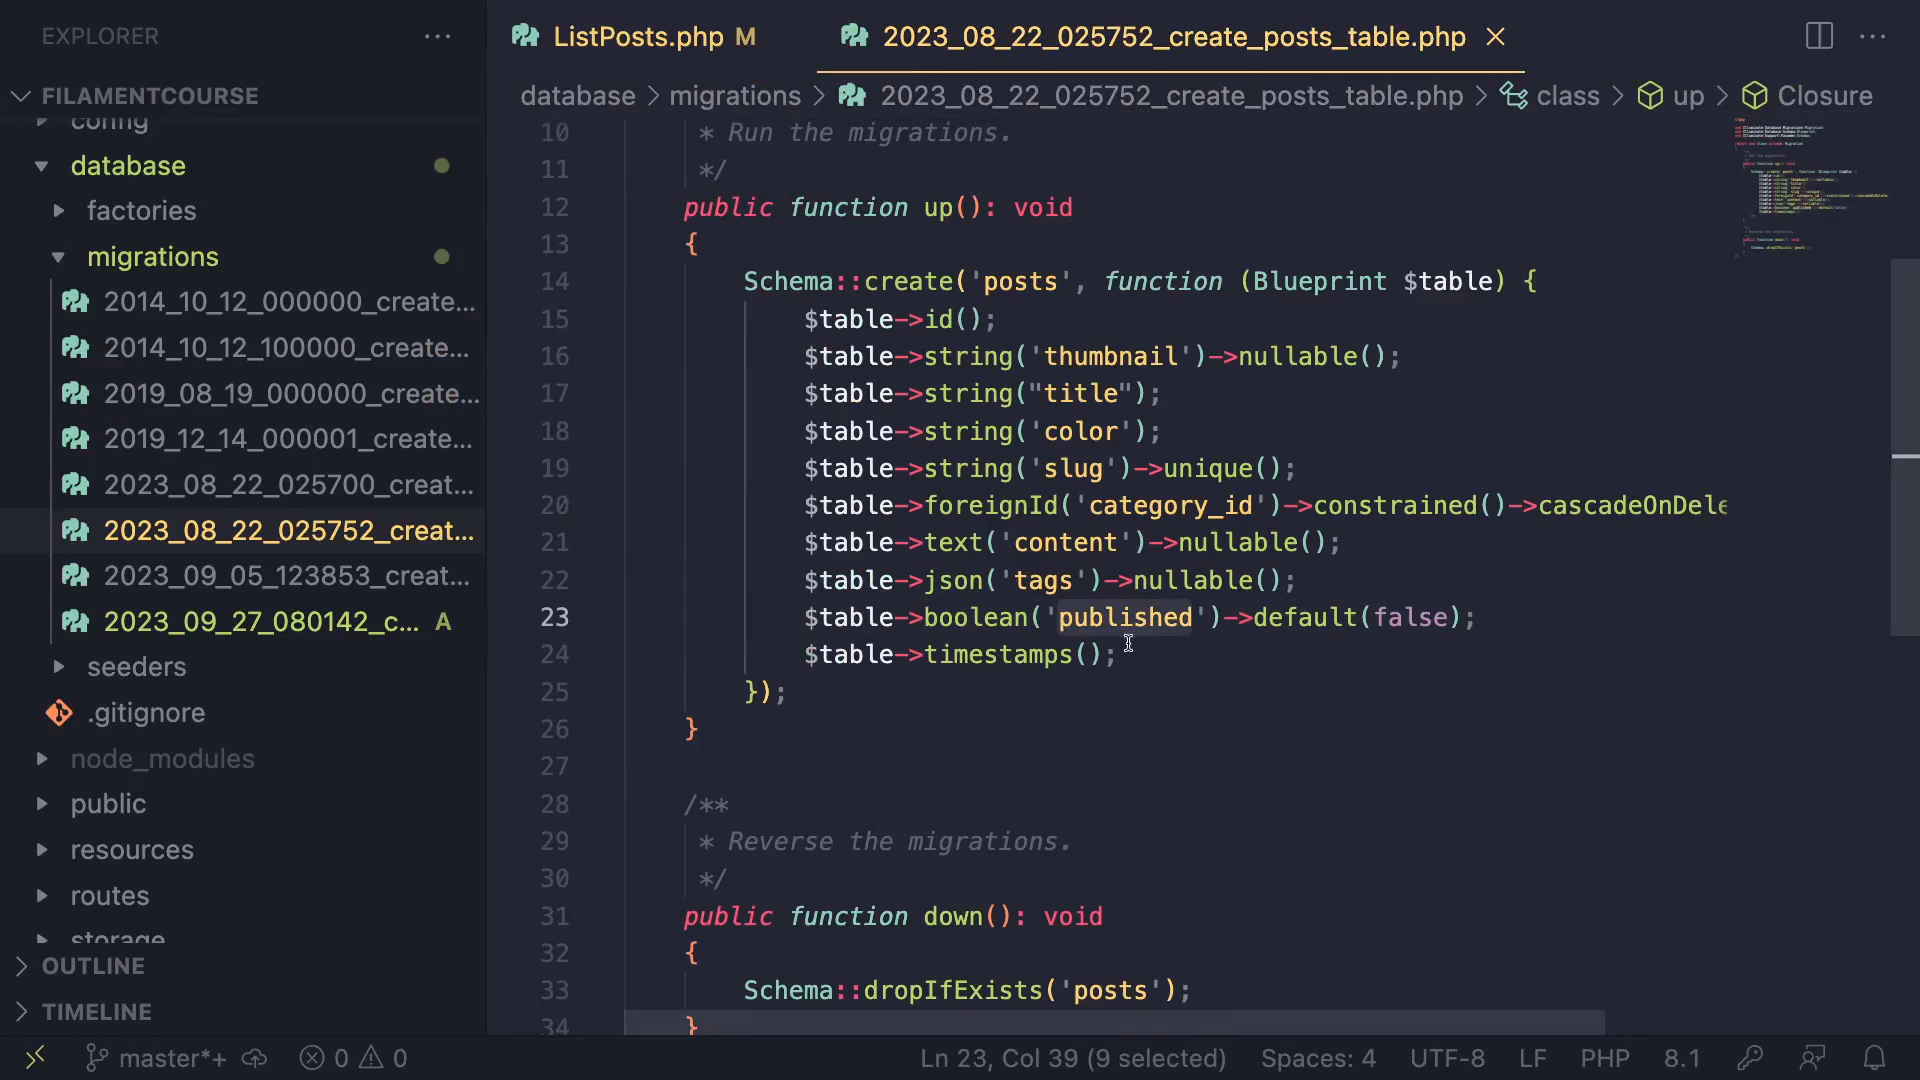 EXPLORER
FILAMENTCOURSE
config
database
factories
migrations
2014_10_12_000000_create...
2014_10_12_100000_create...
2019_08_19_000000_create...
2019_12_14_000001_create...
2023_08_22_025700_creat...
2023_08_22_025752_creat...
2023_09_05_123853_creat...
2023_09_27_080142_c... A
seeders
.gitignore
node_modules
public
resources
routes
storage
OUTLINE
TIMELINE
ListPosts.php M
2023_08_22_025752_create_posts_table.php
database > migrations > 2023_08_22_025752_create_posts_table.php > class > up > Closure
10 * Run the migrations.
11 */
12 public function up(): void
13 {
14 Schema::create('posts', function (Blueprint $table) {
15 $table->id();
16 $table->string('thumbnail')->nullable();
17 $table->string("title");
18 $table->string('color');
19 $table->string('slug')->unique();
20 $table->foreignId('category_id')->constrained()->cascadeOnDele
21 $table->text('content')->nullable();
22 $table->json('tags')->nullable();
23 $table->boolean('published')->default(false);
24 $table->timestamps();
25 });
26 }
27
28 /**
29 * Reverse the migrations.
30 */
31 public function down(): void
32 {
33 Schema::dropIfExists('posts');
34 }
master*+ 0 0 Ln 23, Col 39 (9 selected) Spaces: 4 UTF-8 LF PHP 8.1